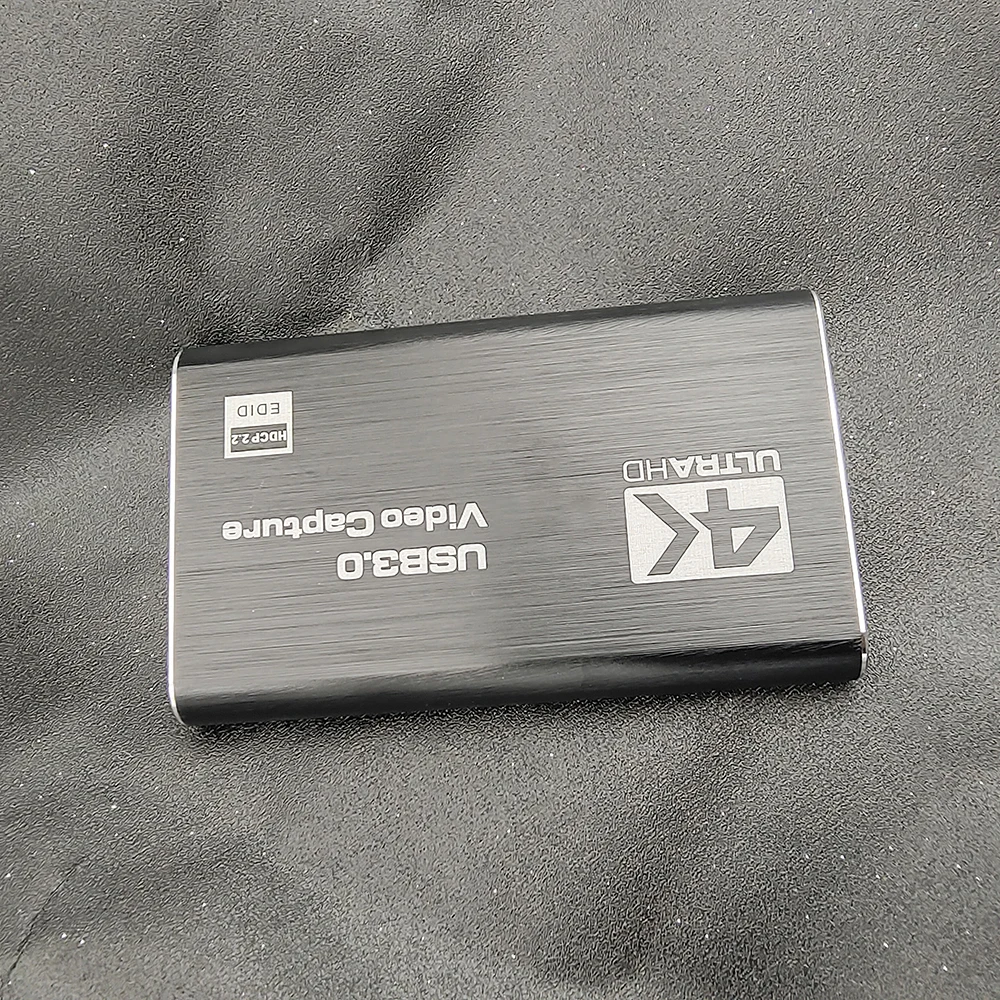 4K
ULTRAHD
USB3.0
Video Capture
HDCP2.2
EDID